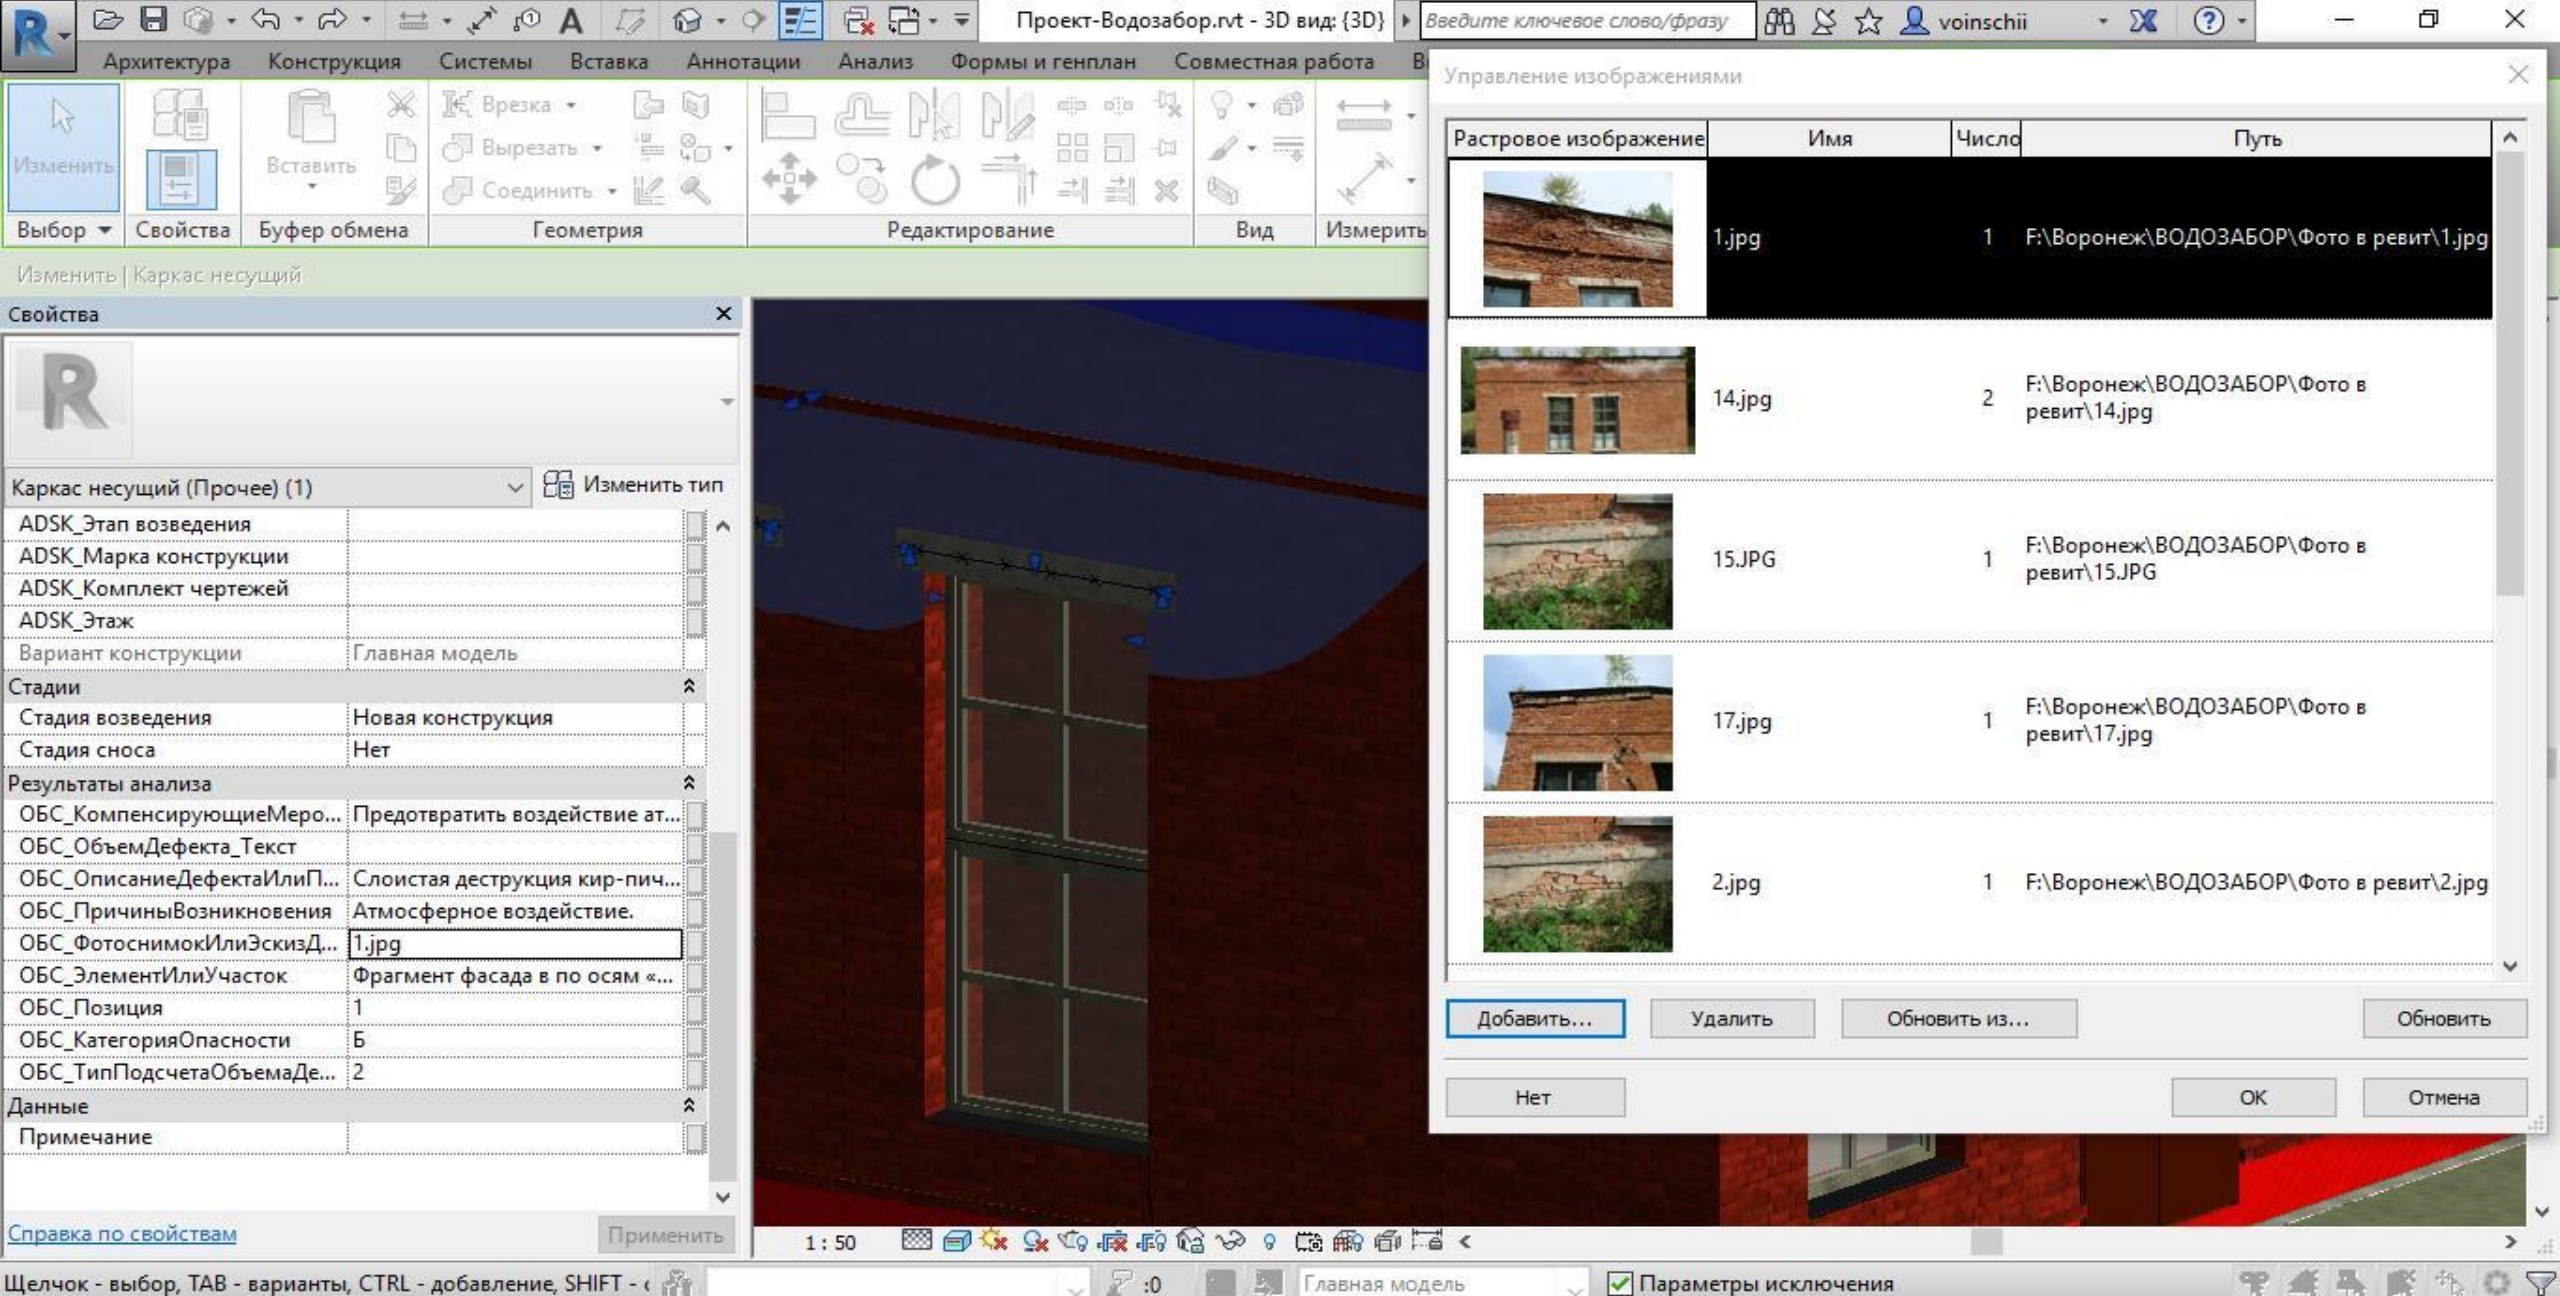 Проект-Водозабор.rvt - 3D вид: {3D}
Введите ключевое слово/фразу
voinschii
Архитектура Конструкция Системы Вставка Аннотации Анализ Формы и генплан Совместная работа
Изменить
Вставить
Врезка
Вырезать
Соединить
Выбор Свойства Буфер обмена Геометрия Редактирование Вид Измерить
Изменить | Каркас несущий
Свойства
Каркас несущий (Прочее) (1) Изменить тип
ADSK_Этап возведения
ADSK_Марка конструкции
ADSK_Комплект чертежей
ADSK_Этаж
Вариант конструкции Главная модель
Стадии
Стадия возведения Новая конструкция
Стадия сноса Нет
Результаты анализа
ОБС_КомпенсирующиеМеро... Предотвратить воздействие ат...
ОБС_ОбъемДефекта_Текст
ОБС_ОписаниеДефектаИлиП... Слоистая деструкция кир-пич...
ОБС_ПричиныВозникновения Атмосферное воздействие.
ОБС_ФотоснимокИлиЭскизД... 1.jpg
ОБС_ЭлементИлиУчасток Фрагмент фасада в по осям «...
ОБС_Позиция 1
ОБС_КатегорияОпасности Б
ОБС_ТипПодсчетаОбъемаДе... 2
Данные
Примечание
Справка по свойствам Применить
1 : 50
Щелчок - выбор, TAB - варианты, CTRL - добавление, SHIFT - с
:0
Главная модель
Параметры исключения
Управление изображениями
Растровое изображение Имя Число Путь
1.jpg 1 F:\Воронеж\ВОДОЗАБОР\Фото в ревит\1.jpg
14.jpg 2 F:\Воронеж\ВОДОЗАБОР\Фото в
ревит\14.jpg
15.JPG 1 F:\Воронеж\ВОДОЗАБОР\Фото в
ревит\15.JPG
17.jpg 1 F:\Воронеж\ВОДОЗАБОР\Фото в
ревит\17.jpg
2.jpg 1 F:\Воронеж\ВОДОЗАБОР\Фото в ревит\2.jpg
Добавить... Удалить Обновить из... Обновить
Нет ОК Отмена